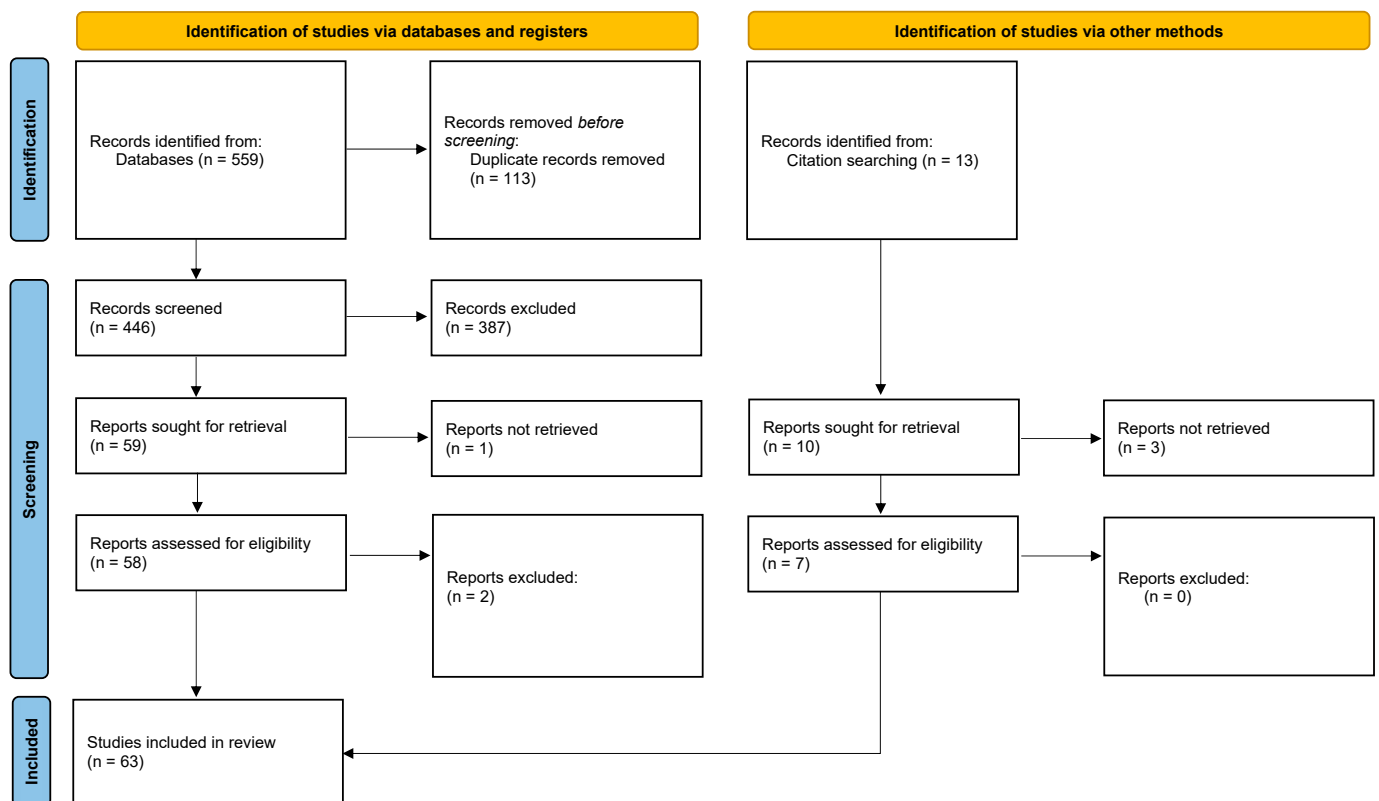 Identification of studies via databases and registers
Identification of studies via other methods
Identification
Records identified from:
Databases (n = 559)
Records removed before
screening:
Duplicate records removed
(n = 113)
Records identified from:
Citation searching (n = 13)
Screening
Records screened
(n = 446)
Records excluded
(n = 387)
Reports sought for retrieval
(n = 59)
Reports not retrieved
(n = 1)
Reports sought for retrieval
(n = 10)
Reports not retrieved
(n = 3)
Reports assessed for eligibility
(n = 58)
Reports excluded:
(n = 2)
Reports assessed for eligibility
(n = 7)
Reports excluded:
(n = 0)
Included
Studies included in review
(n = 63)